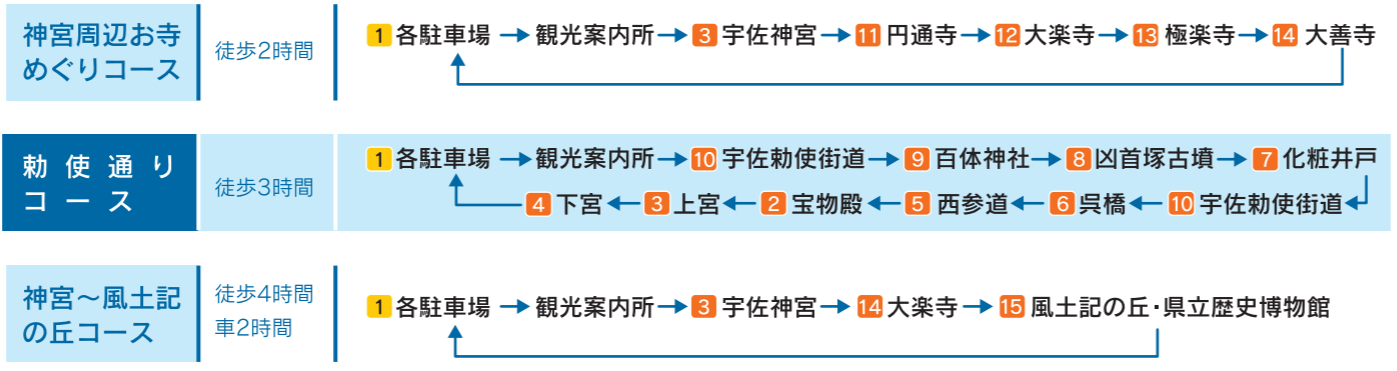 神宮周辺お寺
めぐりコース
徒歩2時間
1 各駐車場 → 観光案内所 → 3 宇佐神宮 → 11 円通寺 → 12 大楽寺 → 13 極楽寺 → 14 大善寺
勅使通り
コース
徒歩3時間
1 各駐車場 → 観光案内所 → 10 宇佐勅使街道 → 9 百体神社 → 8 凶首塚古墳 → 7 化粧井戸
4 下宮 ← 3 上宮 ← 2 宝物殿 ← 5 西参道 ← 6 呉橋 ← 10 宇佐勅使街道
神宮～風土記
の丘コース
徒歩4時間
車2時間
1 各駐車場 → 観光案内所 → 3 宇佐神宮 → 14 大楽寺 → 15 風土記の丘・県立歴史博物館